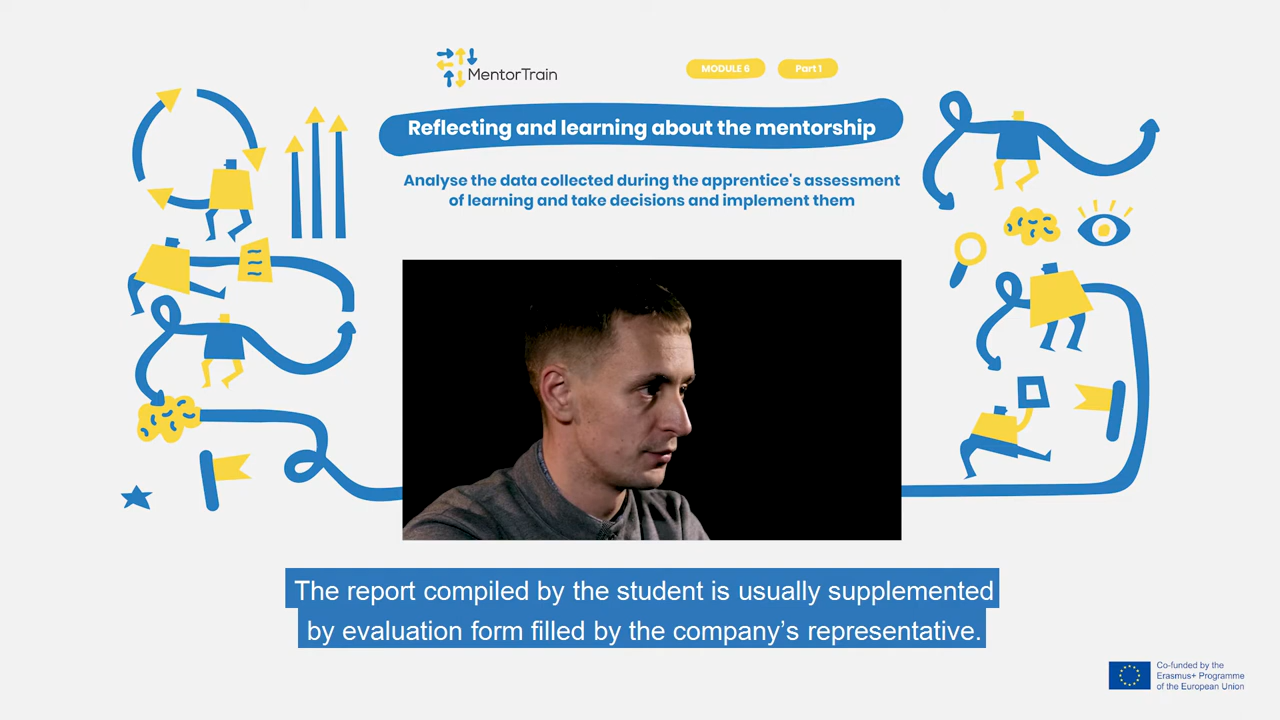 MentorTrain
MODULE 6
Part 1
Reflecting and learning about the mentorship
Analyse the data collected during the apprentice's assessment
of learning and take decisions and implement them
The report compiled by the student is usually supplemented
by evaluation form filled by the company’s representative.
Co-funded by the
Erasmus+ Programme
of the European Union